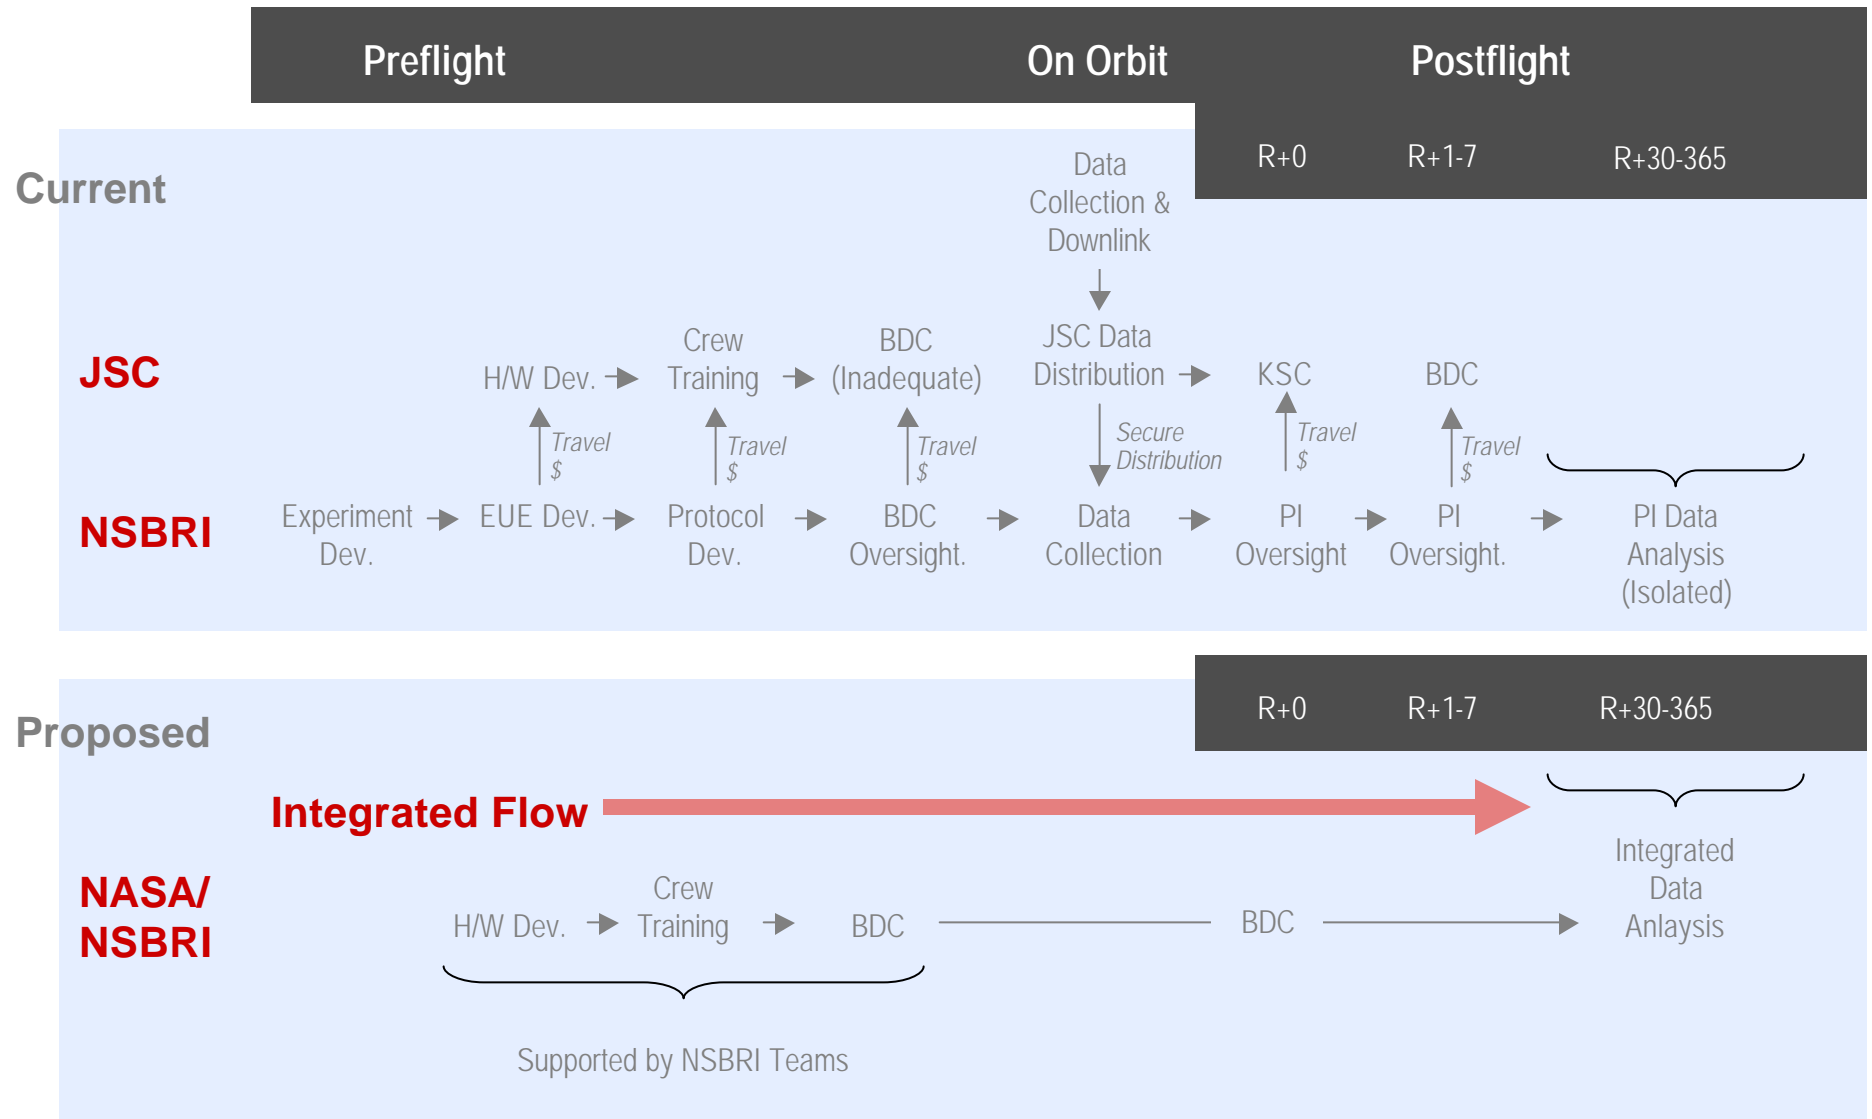 Preflight
On Orbit
Postflight
R+0
R+1-7
R+30-365
Current
Data
Collection &
Downlink
JSC
H/W Dev.
Crew
Training
BDC
(Inadequate)
JSC Data
Distribution
KSC
BDC
Travel
$
Travel
$
Travel
$
Secure
Distribution
Travel
$
Travel
$
NSBRI
Experiment
Dev.
EUE Dev.
Protocol
Dev.
BDC
Oversight.
Data
Collection
PI
Oversight
PI
Oversight.
PI Data
Analysis
(Isolated)
R+0
R+1-7
R+30-365
Proposed
Integrated Flow
NASA/
NSBRI
H/W Dev.
Crew
Training
BDC
BDC
Integrated
Data
Anlaysis
Supported by NSBRI Teams